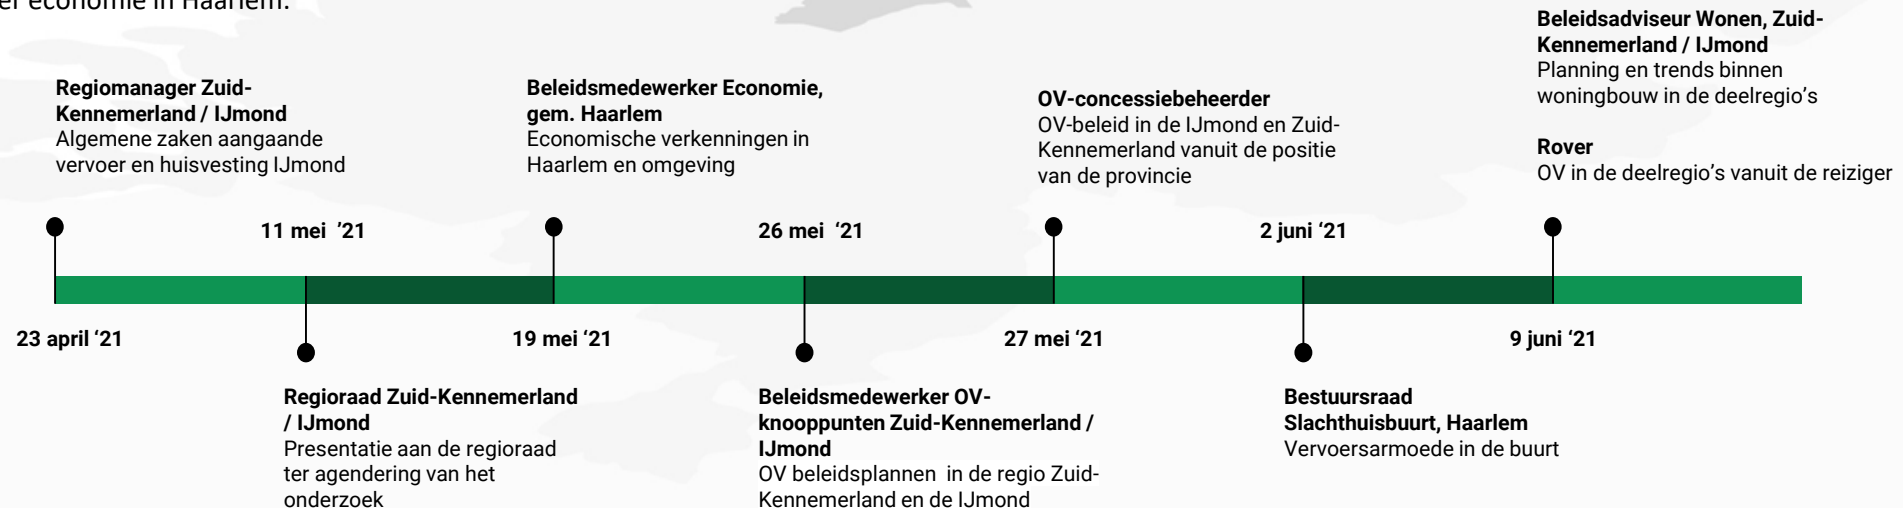 er economie in Haarlem.
Regiomanager Zuid-
Kennemerland / IJmond
Algemene zaken aangaande
vervoer en huisvesting IJmond
Beleidsmedewerker Economie,
gem. Haarlem
Economische verkenningen in
Haarlem en omgeving
OV-concessiebeheerder
OV-beleid in de IJmond en Zuid-
Kennemerland vanuit de positie
van de provincie
Beleidsadviseur Wonen, Zuid-
Kennemerland / IJmond
Planning en trends binnen
woningbouw in de deelregio’s
Rover
OV in de deelregio’s vanuit de reiziger
11 mei ’21
26 mei ‘21
2 juni ‘21
23 april ‘21
19 mei ‘21
27 mei ‘21
9 juni ‘21
Regioraad Zuid-Kennemerland
/ IJmond
Presentatie aan de regioraad
ter agendering van het
onderzoek
Beleidsmedewerker OV-
knooppunten Zuid-Kennemerland /
IJmond
OV beleidsplannen in de regio Zuid-
Kennemerland en de IJmond
Bestuursraad
Slachthuisbuurt, Haarlem
Vervoersarmoede in de buurt